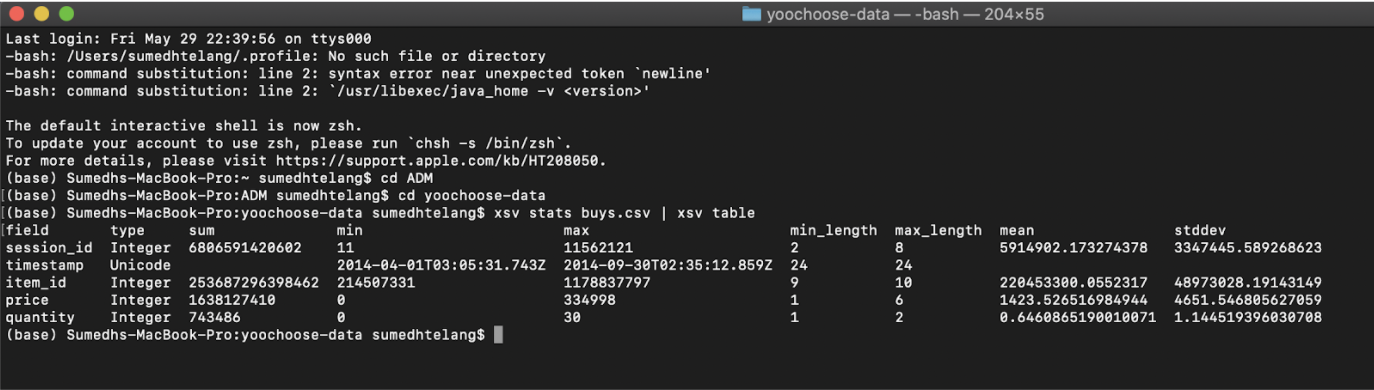 yoochoose-data — -bash — 204×55
Last login: Fri May 29 22:39:56 on ttys000
-bash: /Users/sumedhtelang/.profile: No such file or directory
-bash: command substitution: line 2: syntax error near unexpected token `newline'
-bash: command substitution: line 2: `/usr/libexec/java_home -v <version>'
The default interactive shell is now zsh.
To update your account to use zsh, please run `chsh -s /bin/zsh`.
For more details, please visit https://support.apple.com/kb/HT208050.
(base) Sumedhs-MacBook-Pro:~ sumedhtelang$ cd ADM
[(base) Sumedhs-MacBook-Pro:ADM sumedhtelang$ cd yoochoose-data
[(base) Sumedhs-MacBook-Pro:yoochoose-data sumedhtelang$ xsv stats buys.csv | xsv table
field type sum min max min_length max_length mean stddev
session_id Integer 6806591420602 11 11562121 2 8 5914902.173274378 3347445.589268623
timestamp Unicode 2014-04-01T03:05:31.743Z 2014-09-30T02:35:12.859Z 24 24
item_id Integer 253687296398462 214507331 1178837797 9 10 220453300.0552317 48973028.19143149
price Integer 1638127410 0 334998 1 6 1423.526516984944 4651.546805627059
quantity Integer 743486 0 30 1 2 0.6460865190010071 1.144519396030708
(base) Sumedhs-MacBook-Pro:yoochoose-data sumedhtelang$